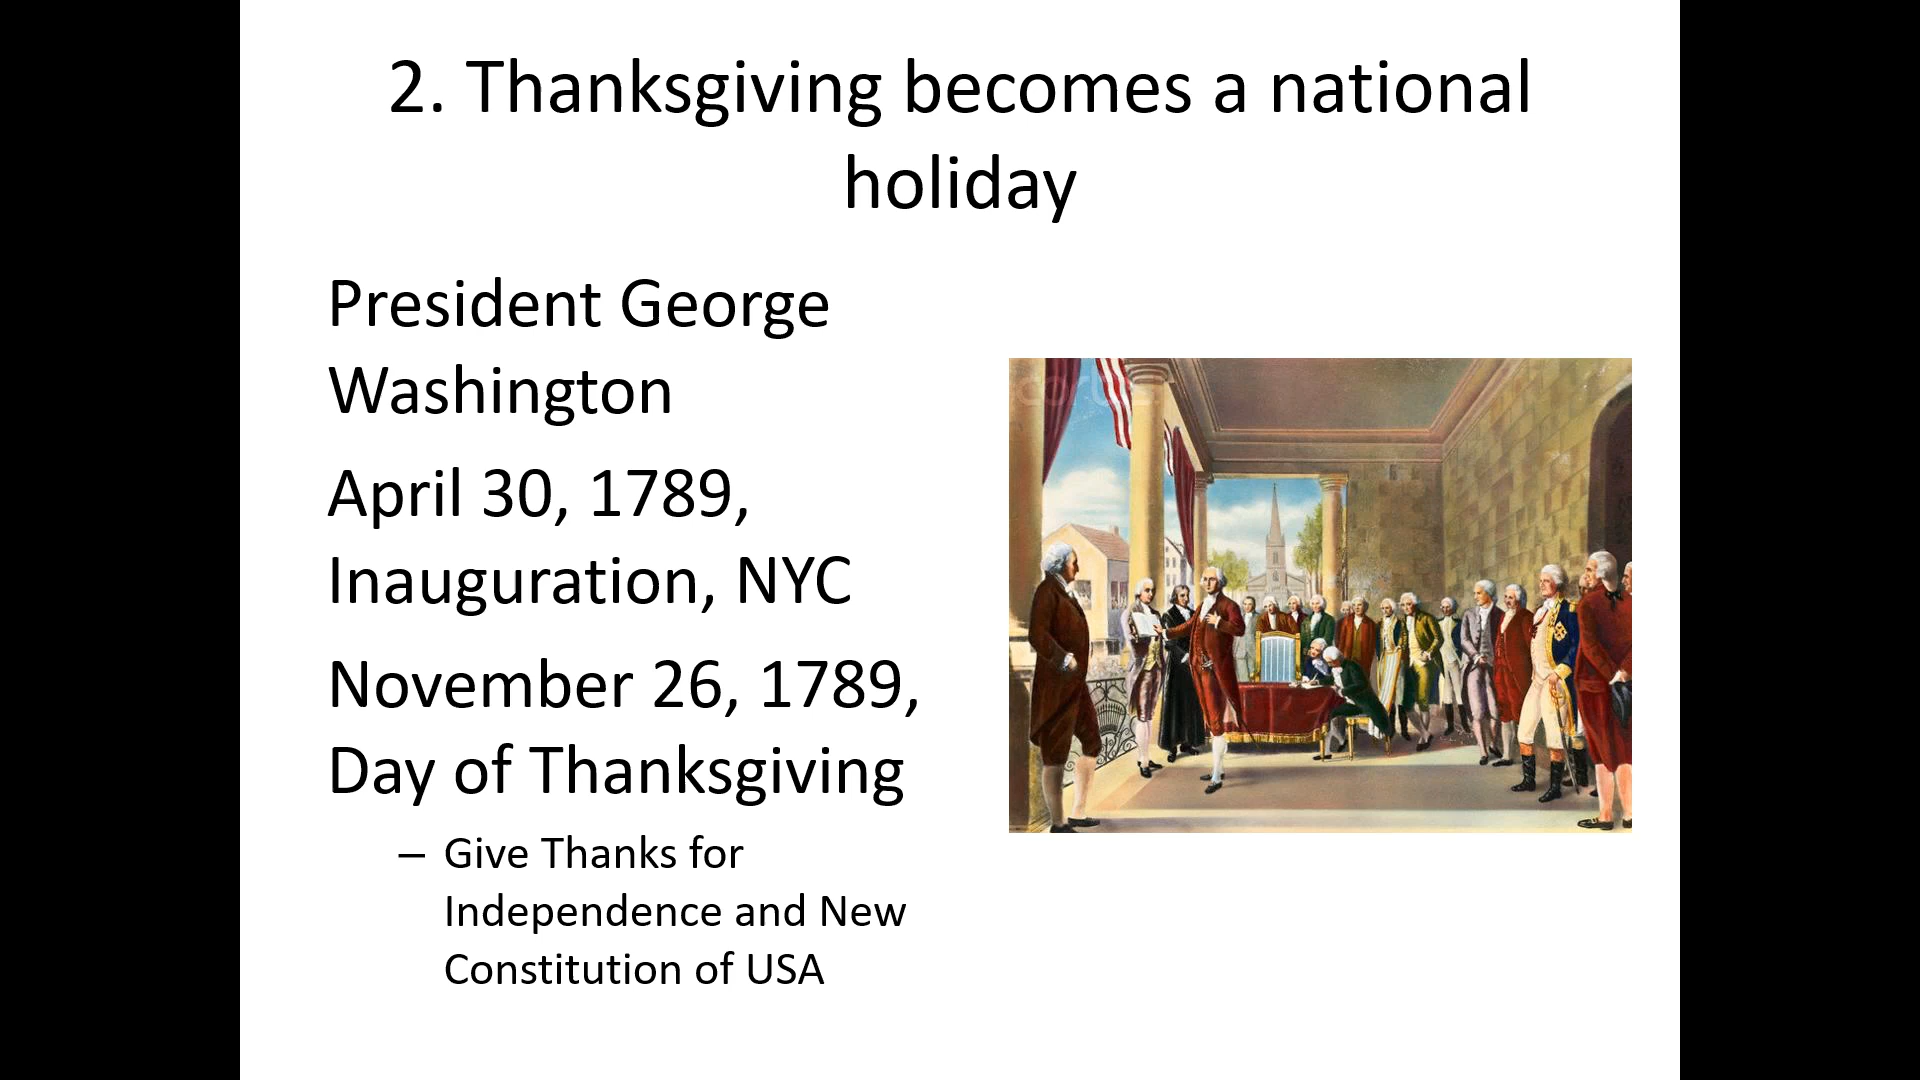 2. Thanksgiving becomes a national
holiday
President George
Washington
April 30, 1789,
Inauguration, NYC
November 26, 1789,
Day of Thanksgiving
– Give Thanks for
Independence and New
Constitution of USA